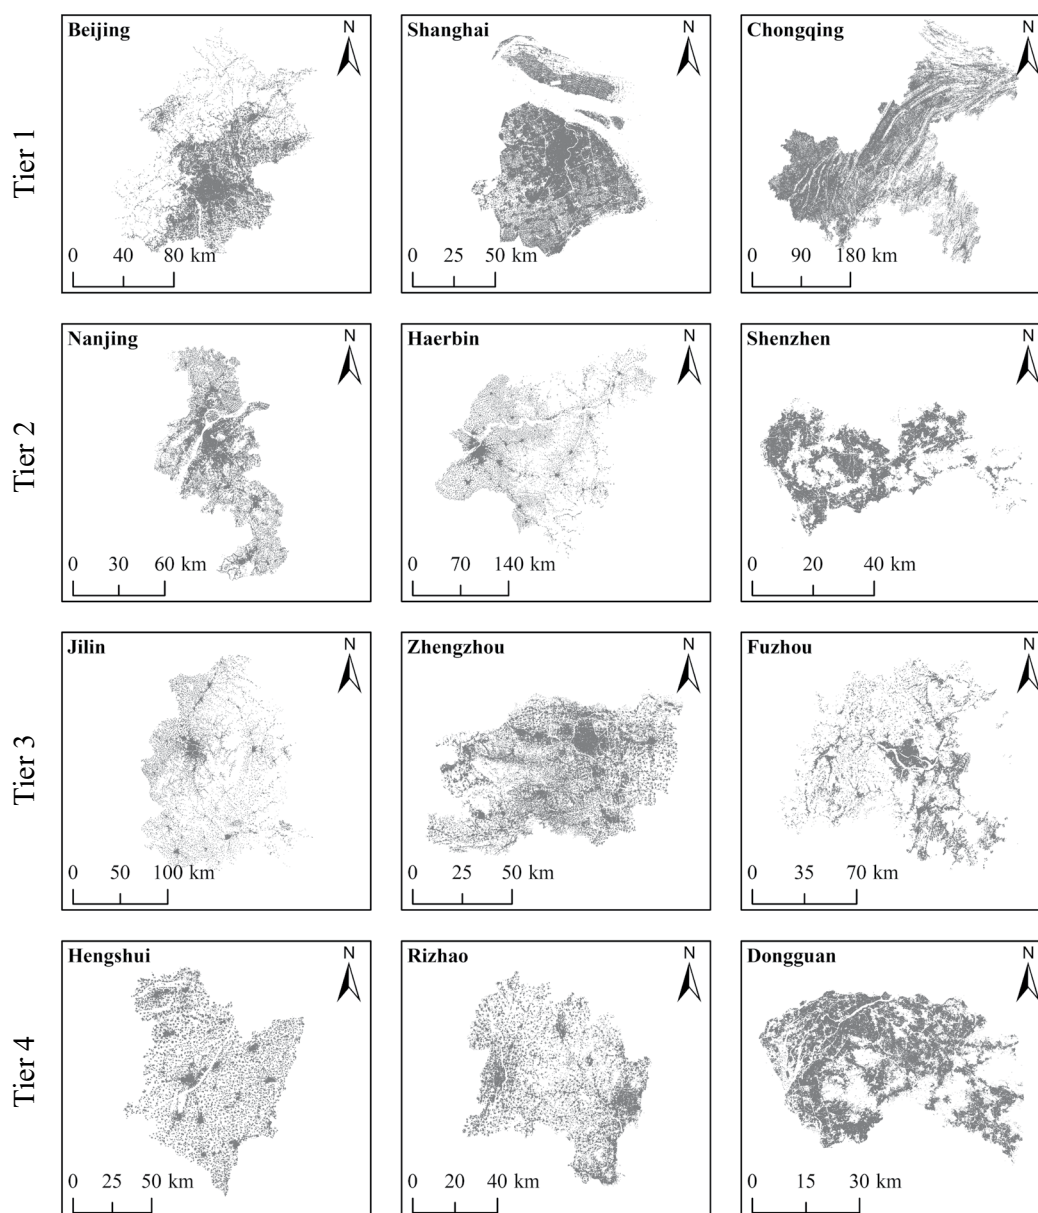 Tier 1
Beijing
N
0 40 80 km
Shanghai
N
0 25 50 km
Chongqing
N
0 90 180 km
Tier 2
Nanjing
N
0 30 60 km
Haerbin
N
0 70 140 km
Shenzhen
N
0 20 40 km
Tier 3
Jilin
N
0 50 100 km
Zhengzhou
N
0 25 50 km
Fuzhou
N
0 35 70 km
Tier 4
Hengshui
N
0 25 50 km
Rizhao
N
0 20 40 km
Dongguan
N
0 15 30 km